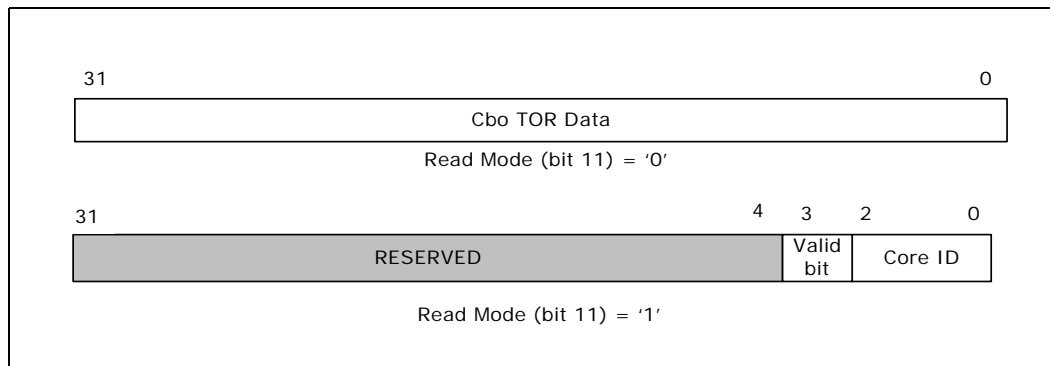 31 0
Cbo TOR Data
Read Mode (bit 11) = ‘0’
31 4 3 2 0
RESERVED Valid bit Core ID
Read Mode (bit 11) = ‘1’